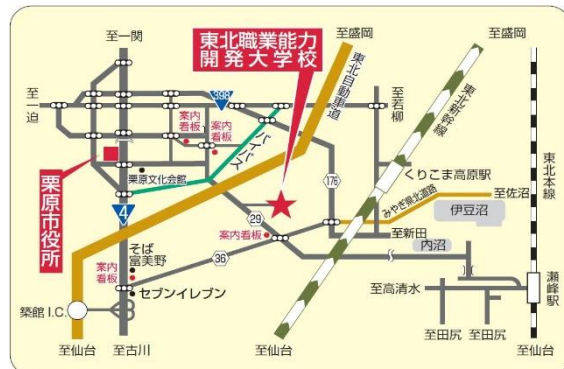 至一関
至盛岡
至盛岡
東北職業能力
開発大学校
398
東北自動車道
至一迫
案内看板
案内看板
バイパス
至若柳
東北新幹線
栗原市役所
栗原文化会館
くりこま高原駅
176
みやぎ県北道路
至佐沼
東北本線
4
29
伊豆沼
至新田
内沼
案内看板
そば
富美野
36
案内看板
セブンイレブン
至高清水
瀬峰駅
築館 I.C.
至仙台
至古川
至仙台
至田尻
至田尻
至仙台